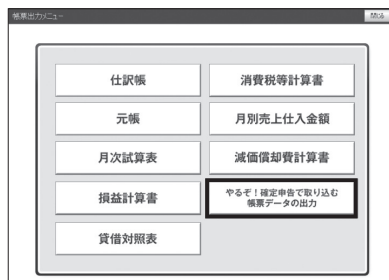 帳票出力メニュー
閉じる
仕訳帳
消費税等計算書
元帳
月別売上仕入金額
月次試算表
減価償却費計算書
損益計算書
やるぞ！確定申告で取り込む
帳票データの出力
貸借対照表